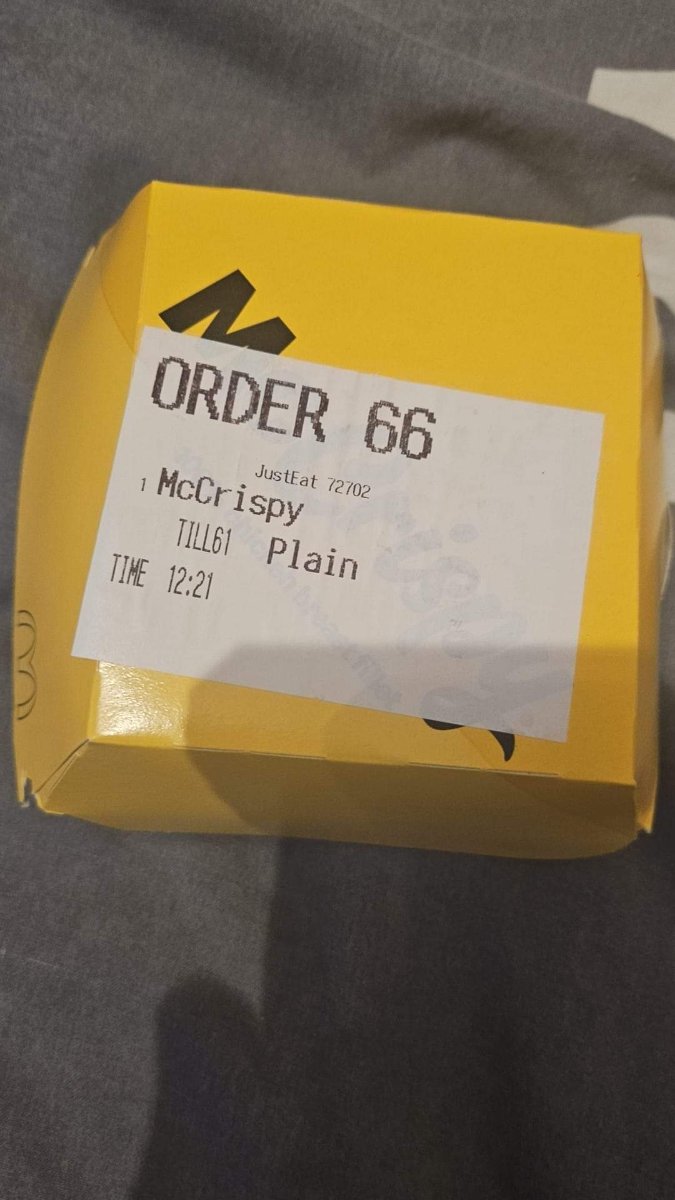 ORDER 66
JustEat 72702
1 McCrispy
TILL61 Plain
TIME 12:21